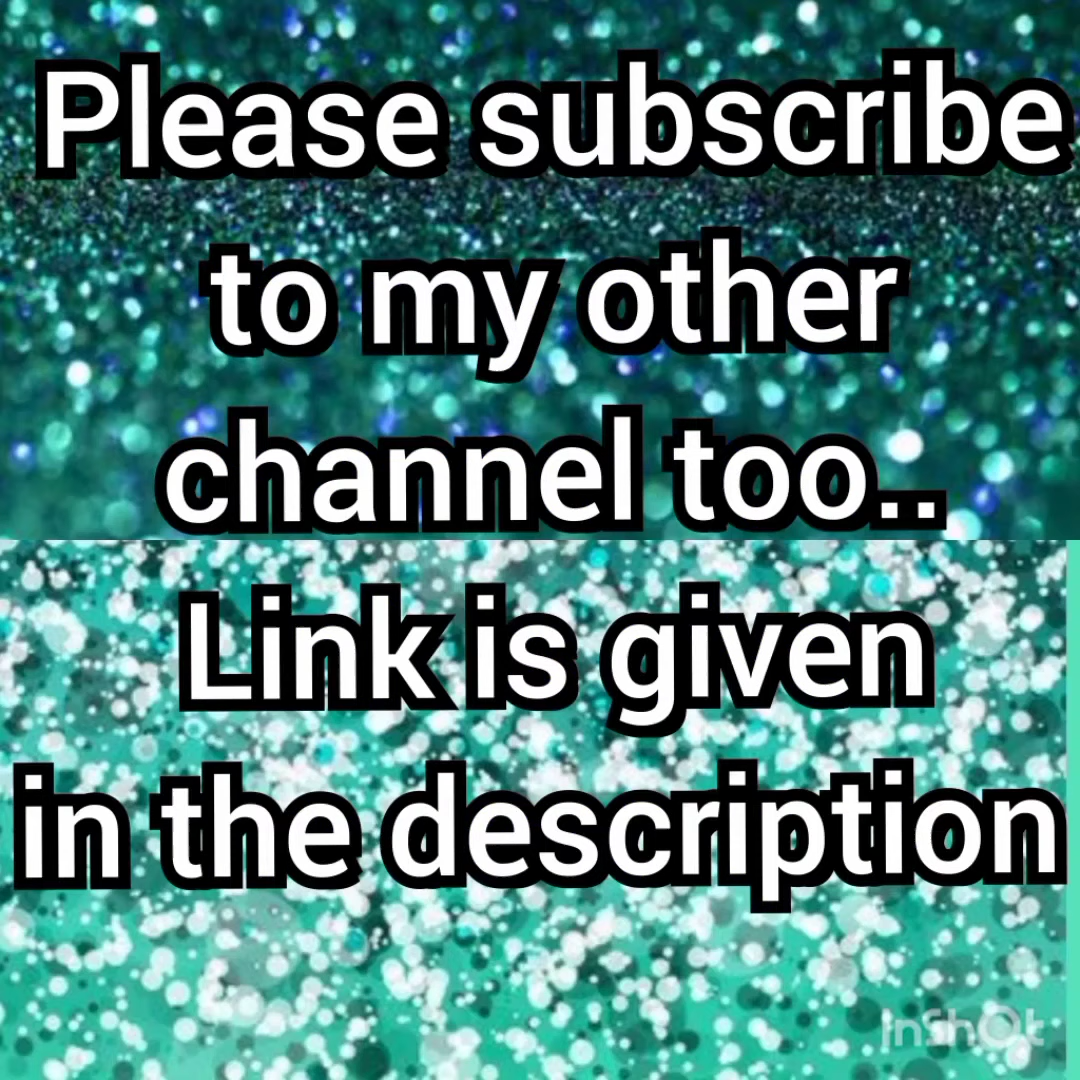 Please subscribe
to my other
channel too..
Link is given
in the description
InShOt